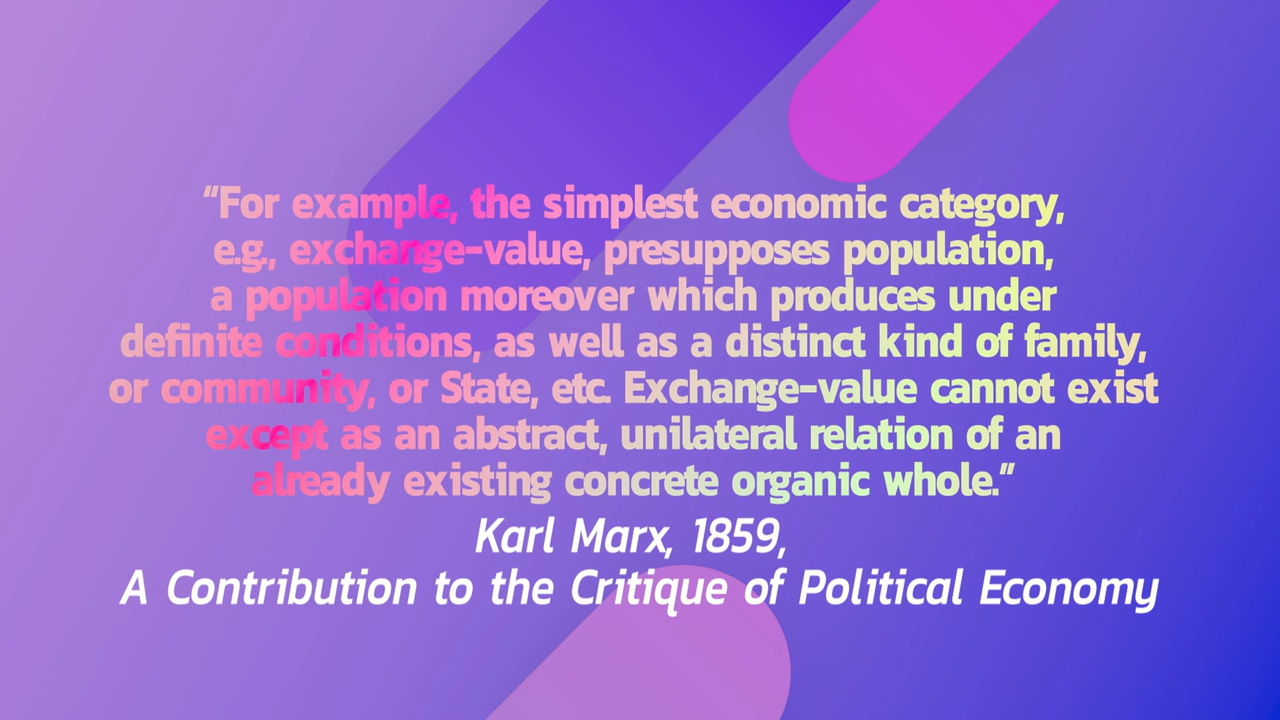 "For example, the simplest economic category,
e.g., exchange-value, presupposes population,
a population moreover which produces under
definite conditions, as well as a distinct kind of family,
or community, or State, etc. Exchange-value cannot exist
except as an abstract, unilateral relation of an
already existing concrete organic whole."
Karl Marx, 1859,
A Contribution to the Critique of Political Economy